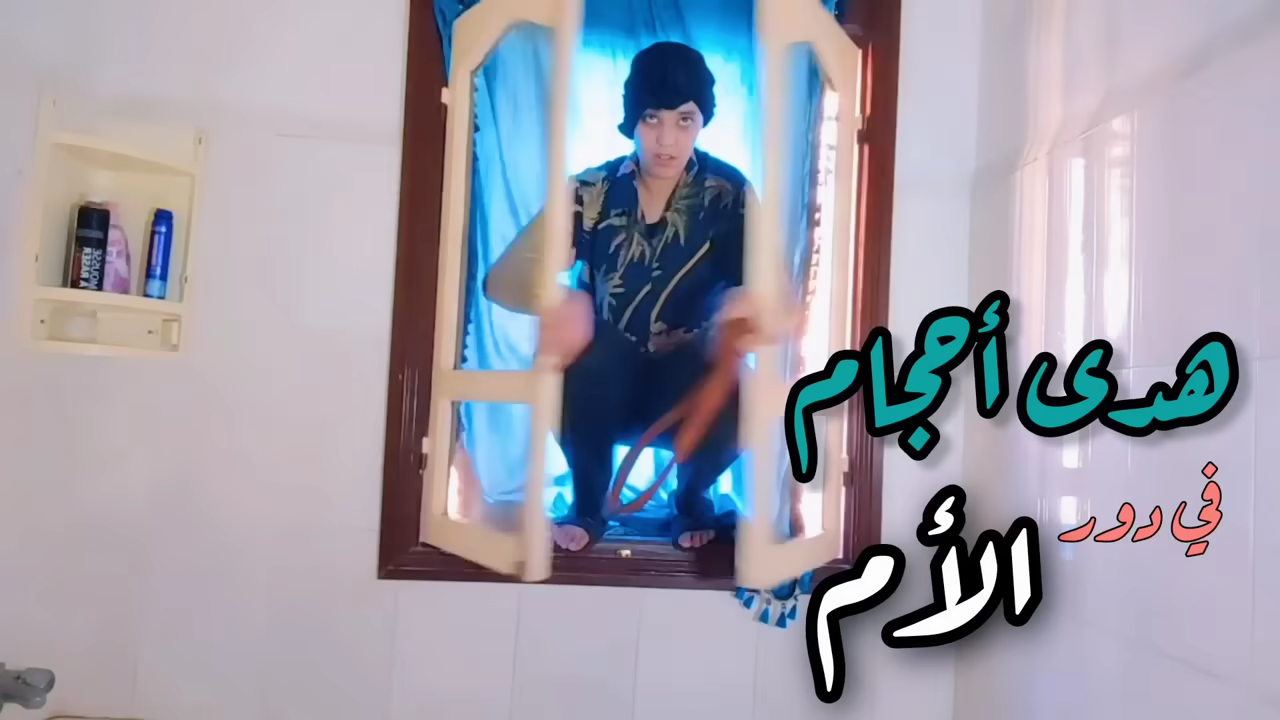 هدى أحجام
في دور
الأم